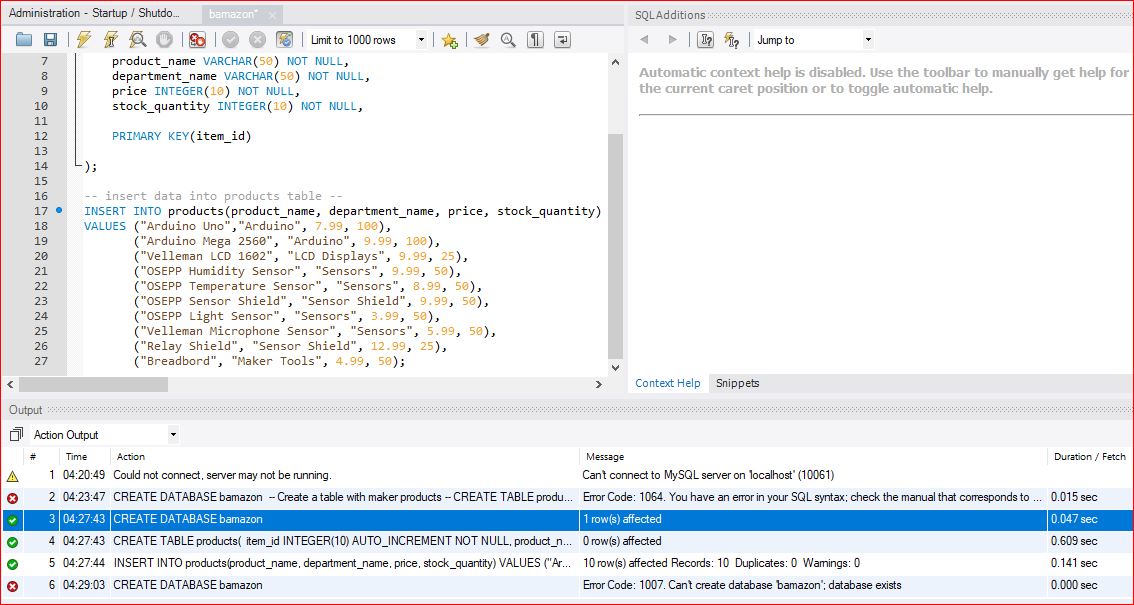 Administration - Startup / Shutdo...
bamazon*
Limit to 1000 rows
7 product_name VARCHAR(50) NOT NULL,
8 department_name VARCHAR(50) NOT NULL,
9 price INTEGER(10) NOT NULL,
10 stock_quantity INTEGER(10) NOT NULL,
11
12 PRIMARY KEY(item_id)
13
14 );
15
16 -- insert data into products table --
17 INSERT INTO products(product_name, department_name, price, stock_quantity)
18 VALUES ("Arduino Uno","Arduino", 7.99, 100),
19 ("Arduino Mega 2560", "Arduino", 9.99, 100),
20 ("Velleman LCD 1602", "LCD Displays", 9.99, 25),
21 ("OSEPP Humidity Sensor", "Sensors", 9.99, 50),
22 ("OSEPP Temperature Sensor", "Sensors", 8.99, 50),
23 ("OSEPP Sensor Shield", "Sensor Shield", 9.99, 50),
24 ("OSEPP Light Sensor", "Sensors", 3.99, 50),
25 ("Velleman Microphone Sensor", "Sensors", 5.99, 50),
26 ("Relay Shield", "Sensor Shield", 12.99, 25),
27 ("Breadbord", "Maker Tools", 4.99, 50);
SQLAdditions
Jump to
Automatic context help is disabled. Use the toolbar to manually get help for
the current caret position or to toggle automatic help.
Context Help Snippets
Output
Action Output
# Time Action Message Duration / Fetch
1 04:20:49 Could not connect, server may not be running. Can't connect to MySQL server on 'localhost' (10061)
2 04:23:47 CREATE DATABASE bamazon -- Create a table with maker products -- CREATE TABLE produ... Error Code: 1064. You have an error in your SQL syntax; check the manual that corresponds to ... 0.015 sec
3 04:27:43 CREATE DATABASE bamazon 1 row(s) affected 0.047 sec
4 04:27:43 CREATE TABLE products( item_id INTEGER(10) AUTO_INCREMENT NOT NULL, product_n... 0 row(s) affected 0.609 sec
5 04:27:44 INSERT INTO products(product_name, department_name, price, stock_quantity) VALUES ("Ar... 10 row(s) affected Records: 10 Duplicates: 0 Warnings: 0 0.141 sec
6 04:29:03 CREATE DATABASE bamazon Error Code: 1007. Can't create database 'bamazon'; database exists 0.000 sec